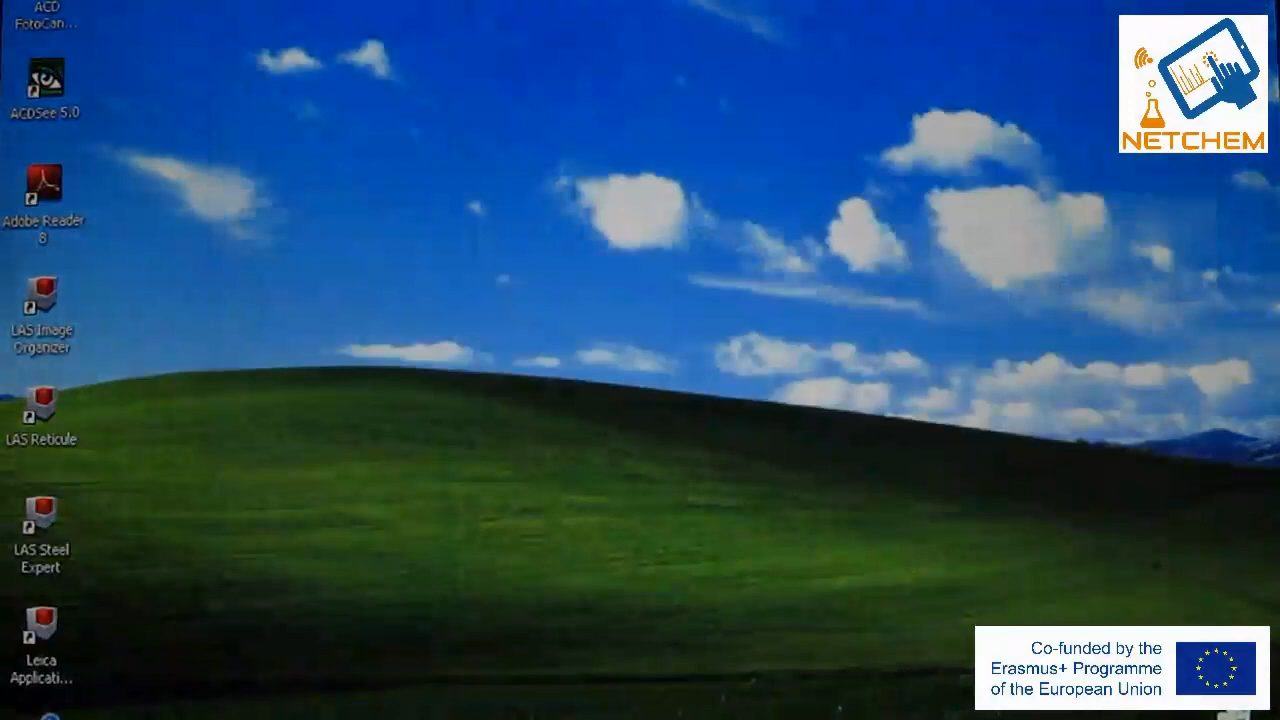 ACD
FotoCan...
ACDSee 5.0
Adobe Reader
8
LAS Image
Organizer
LAS Reticule
LAS Steel
Expert
Leica
Applicati...
NETCHEM
Co-funded by the
Erasmus+ Programme
of the European Union